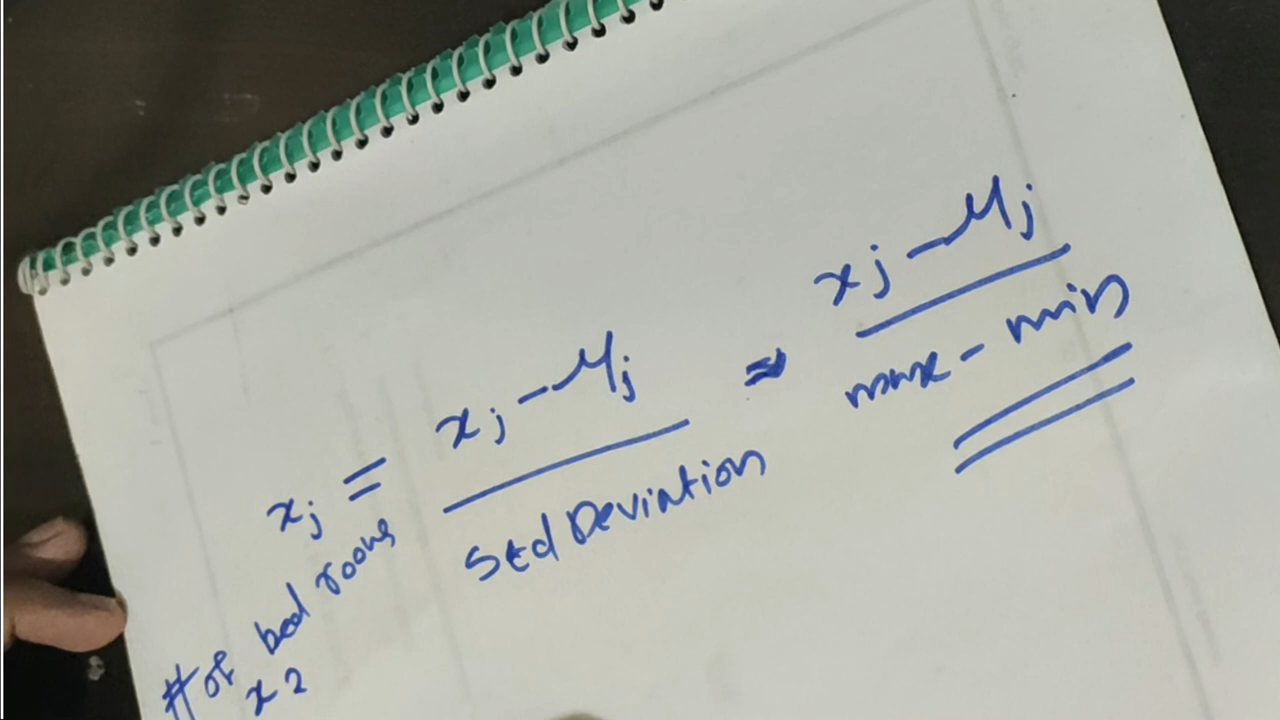 xj = xj - μj / Std Deviation ⇒ xj - μj / max - min
# of bed rooms
x2